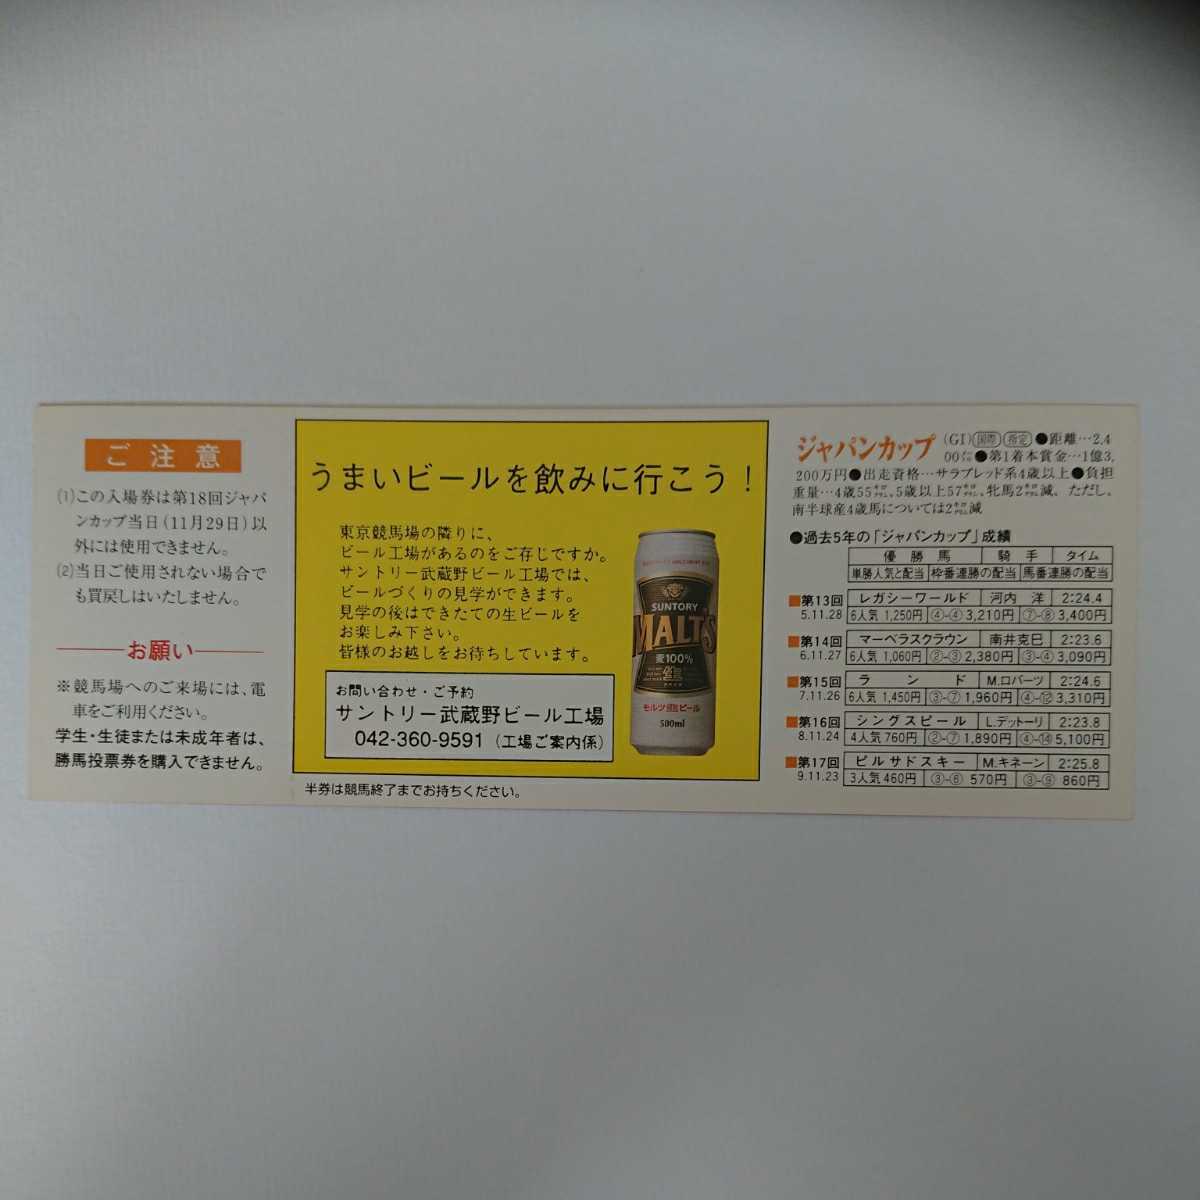 ご注意
(1)この入場券は第18回ジャパ
ンカップ当日(11月29日)以
外には使用できません。
(2)当日ご使用されない場合で
も買戻しはいたしません。
お願い
※競馬場へのご来場には、電
車をご利用ください。
学生・生徒または未成年者は、
勝馬投票券を購入できません。
うまいビールを飲みに行こう！
東京競馬場の隣りに、
ビール工場があるのをご存じですか。
サントリー武蔵野ビール工場では、
ビールづくりの見学ができます。
見学の後はできたての生ビールを
お楽しみ下さい。
皆様のお越しをお待ちしています。
お問い合わせ・ご予約
サントリー武蔵野ビール工場
042-360-9591（工場ご案内係）
SUNTORY
MALT'S
麦100%
生
モルツ生ビール
500ml
半券は競馬終了までお持ちください。
ジャパンカップ (GI) 国際 指定 ●距離…2,4
00メートル●第1着本賞金…1億3,
200万円●出走資格…サラブレッド系4歳以上●負担
重量…4歳55キログラム、5歳以上57キログラム、牝馬2キログラム減、ただし、
南半球産4歳馬については2キログラム減
●過去5年の「ジャパンカップ」成績
優勝馬 騎手 タイム
単勝人気と配当 枠番連勝の配当 馬番連勝の配当
■第13回 レガシーワールド 河内 洋 2:24.4
5.11.28 6人気 1,250円 ④-④ 3,210円 ⑦-⑧ 3,400円
■第14回 マーベラスクラウン 南井克巳 2:23.6
6.11.27 6人気 1,060円 ②-③ 2,380円 ③-④ 3,090円
■第15回 ランド M.ロバーツ 2:24.6
7.11.26 6人気 1,450円 ③-⑦ 1,960円 ④-⑫ 3,310円
■第16回 シングスピール L.デットーリ 2:23.8
8.11.24 4人気 760円 ②-⑦ 1,890円 ④-⑭ 5,100円
■第17回 ピルサドスキー M.キネーン 2:25.8
9.11.23 3人気 460円 ③-⑥ 570円 ③-⑨ 860円